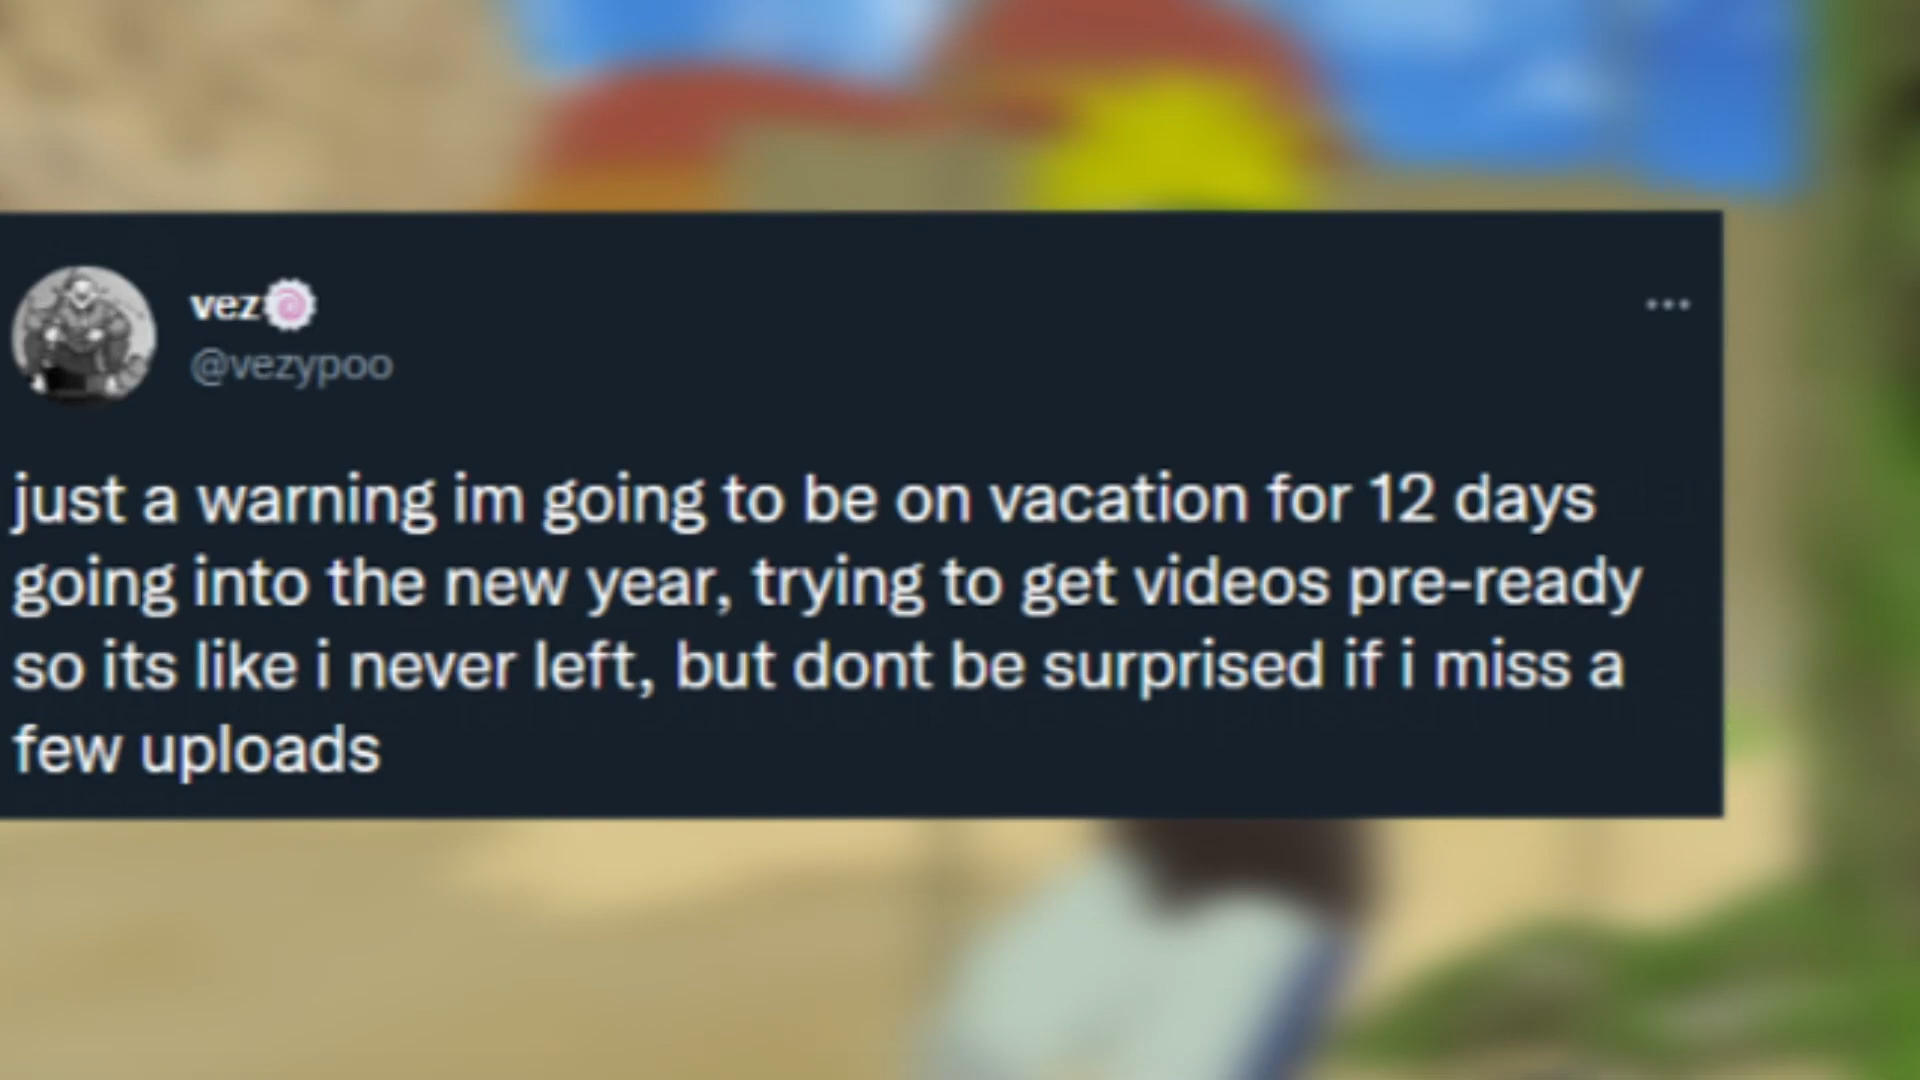 vez🍥
@vezypoo
just a warning im going to be on vacation for 12 days
going into the new year, trying to get videos pre-ready
so its like i never left, but dont be surprised if i miss a
few uploads